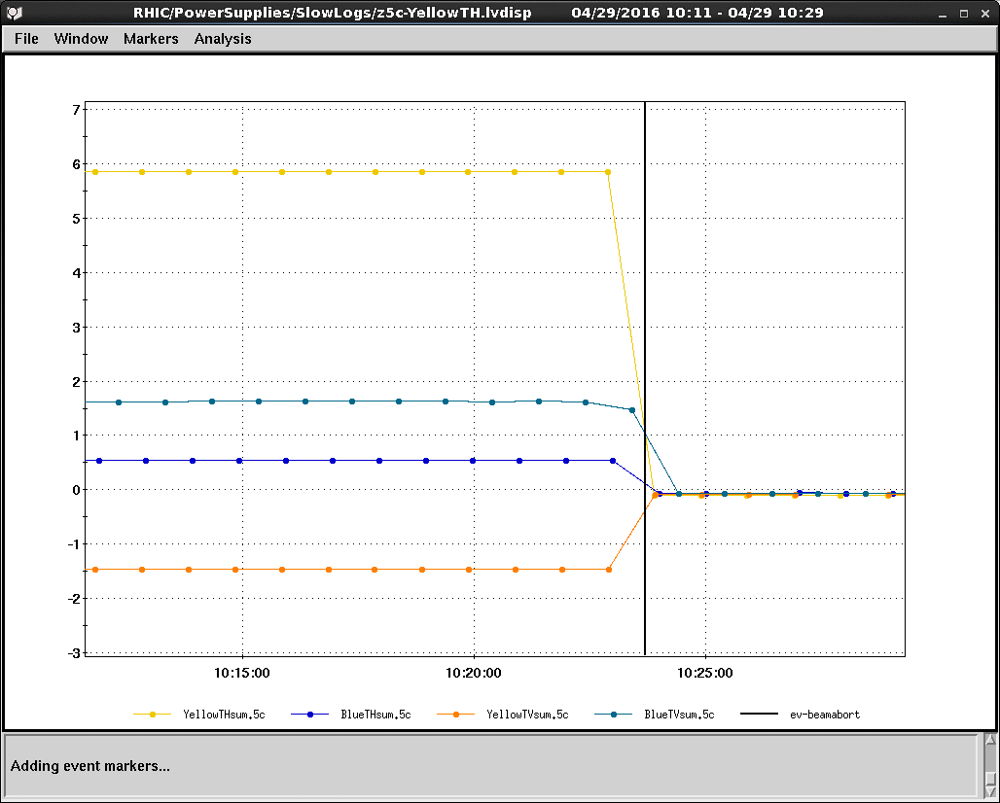 RHIC/PowerSupplies/SlowLogs/z5c-YellowTH.lvdisp 04/29/2016 10:11 - 04/29 10:29
File Window Markers Analysis
7
6
5
4
3
2
1
0
-1
-2
-3
10:15:00 10:20:00 10:25:00
YellowTHsum.5c BlueTHsum.5c YellowTVsum.5c BlueTVsum.5c ev-beamabort
Adding event markers...